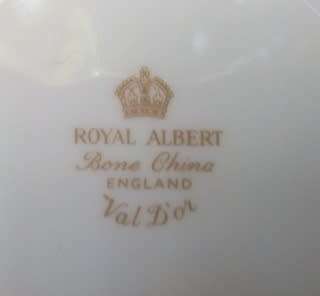 ROYAL ALBERT
Bone China
ENGLAND
Val D'or